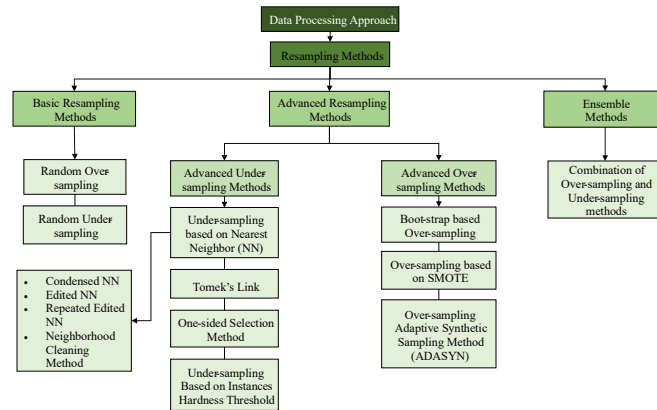 Data Processing Approach
Resampling Methods
Basic Resampling
Methods
Advanced Resampling
Methods
Ensemble
Methods
Random Over-
sampling
Random Under-
sampling
Advanced Under-
sampling Methods
Advanced Over-
sampling Methods
Combination of
Over-sampling and
Under-sampling
methods
Under-sampling
based on Nearest
Neighbor (NN)
Tomek's Link
One-sided Selection
Method
Under-sampling
Based on Instances
Hardness Threshold
Boot-strap based
Over-sampling
Over-sampling based
on SMOTE
Over-sampling
Adaptive Synthetic
Sampling Method
(ADASYN)
• Condensed NN
• Edited NN
• Repeated Edited
NN
• Neighborhood
Cleaning
Method